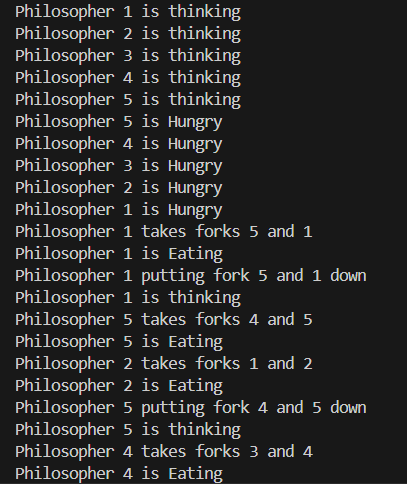 Philosopher 1 is thinking
Philosopher 2 is thinking
Philosopher 3 is thinking
Philosopher 4 is thinking
Philosopher 5 is thinking
Philosopher 5 is Hungry
Philosopher 4 is Hungry
Philosopher 3 is Hungry
Philosopher 2 is Hungry
Philosopher 1 is Hungry
Philosopher 1 takes forks 5 and 1
Philosopher 1 is Eating
Philosopher 1 putting fork 5 and 1 down
Philosopher 1 is thinking
Philosopher 5 takes forks 4 and 5
Philosopher 5 is Eating
Philosopher 2 takes forks 1 and 2
Philosopher 2 is Eating
Philosopher 5 putting fork 4 and 5 down
Philosopher 5 is thinking
Philosopher 4 takes forks 3 and 4
Philosopher 4 is Eating